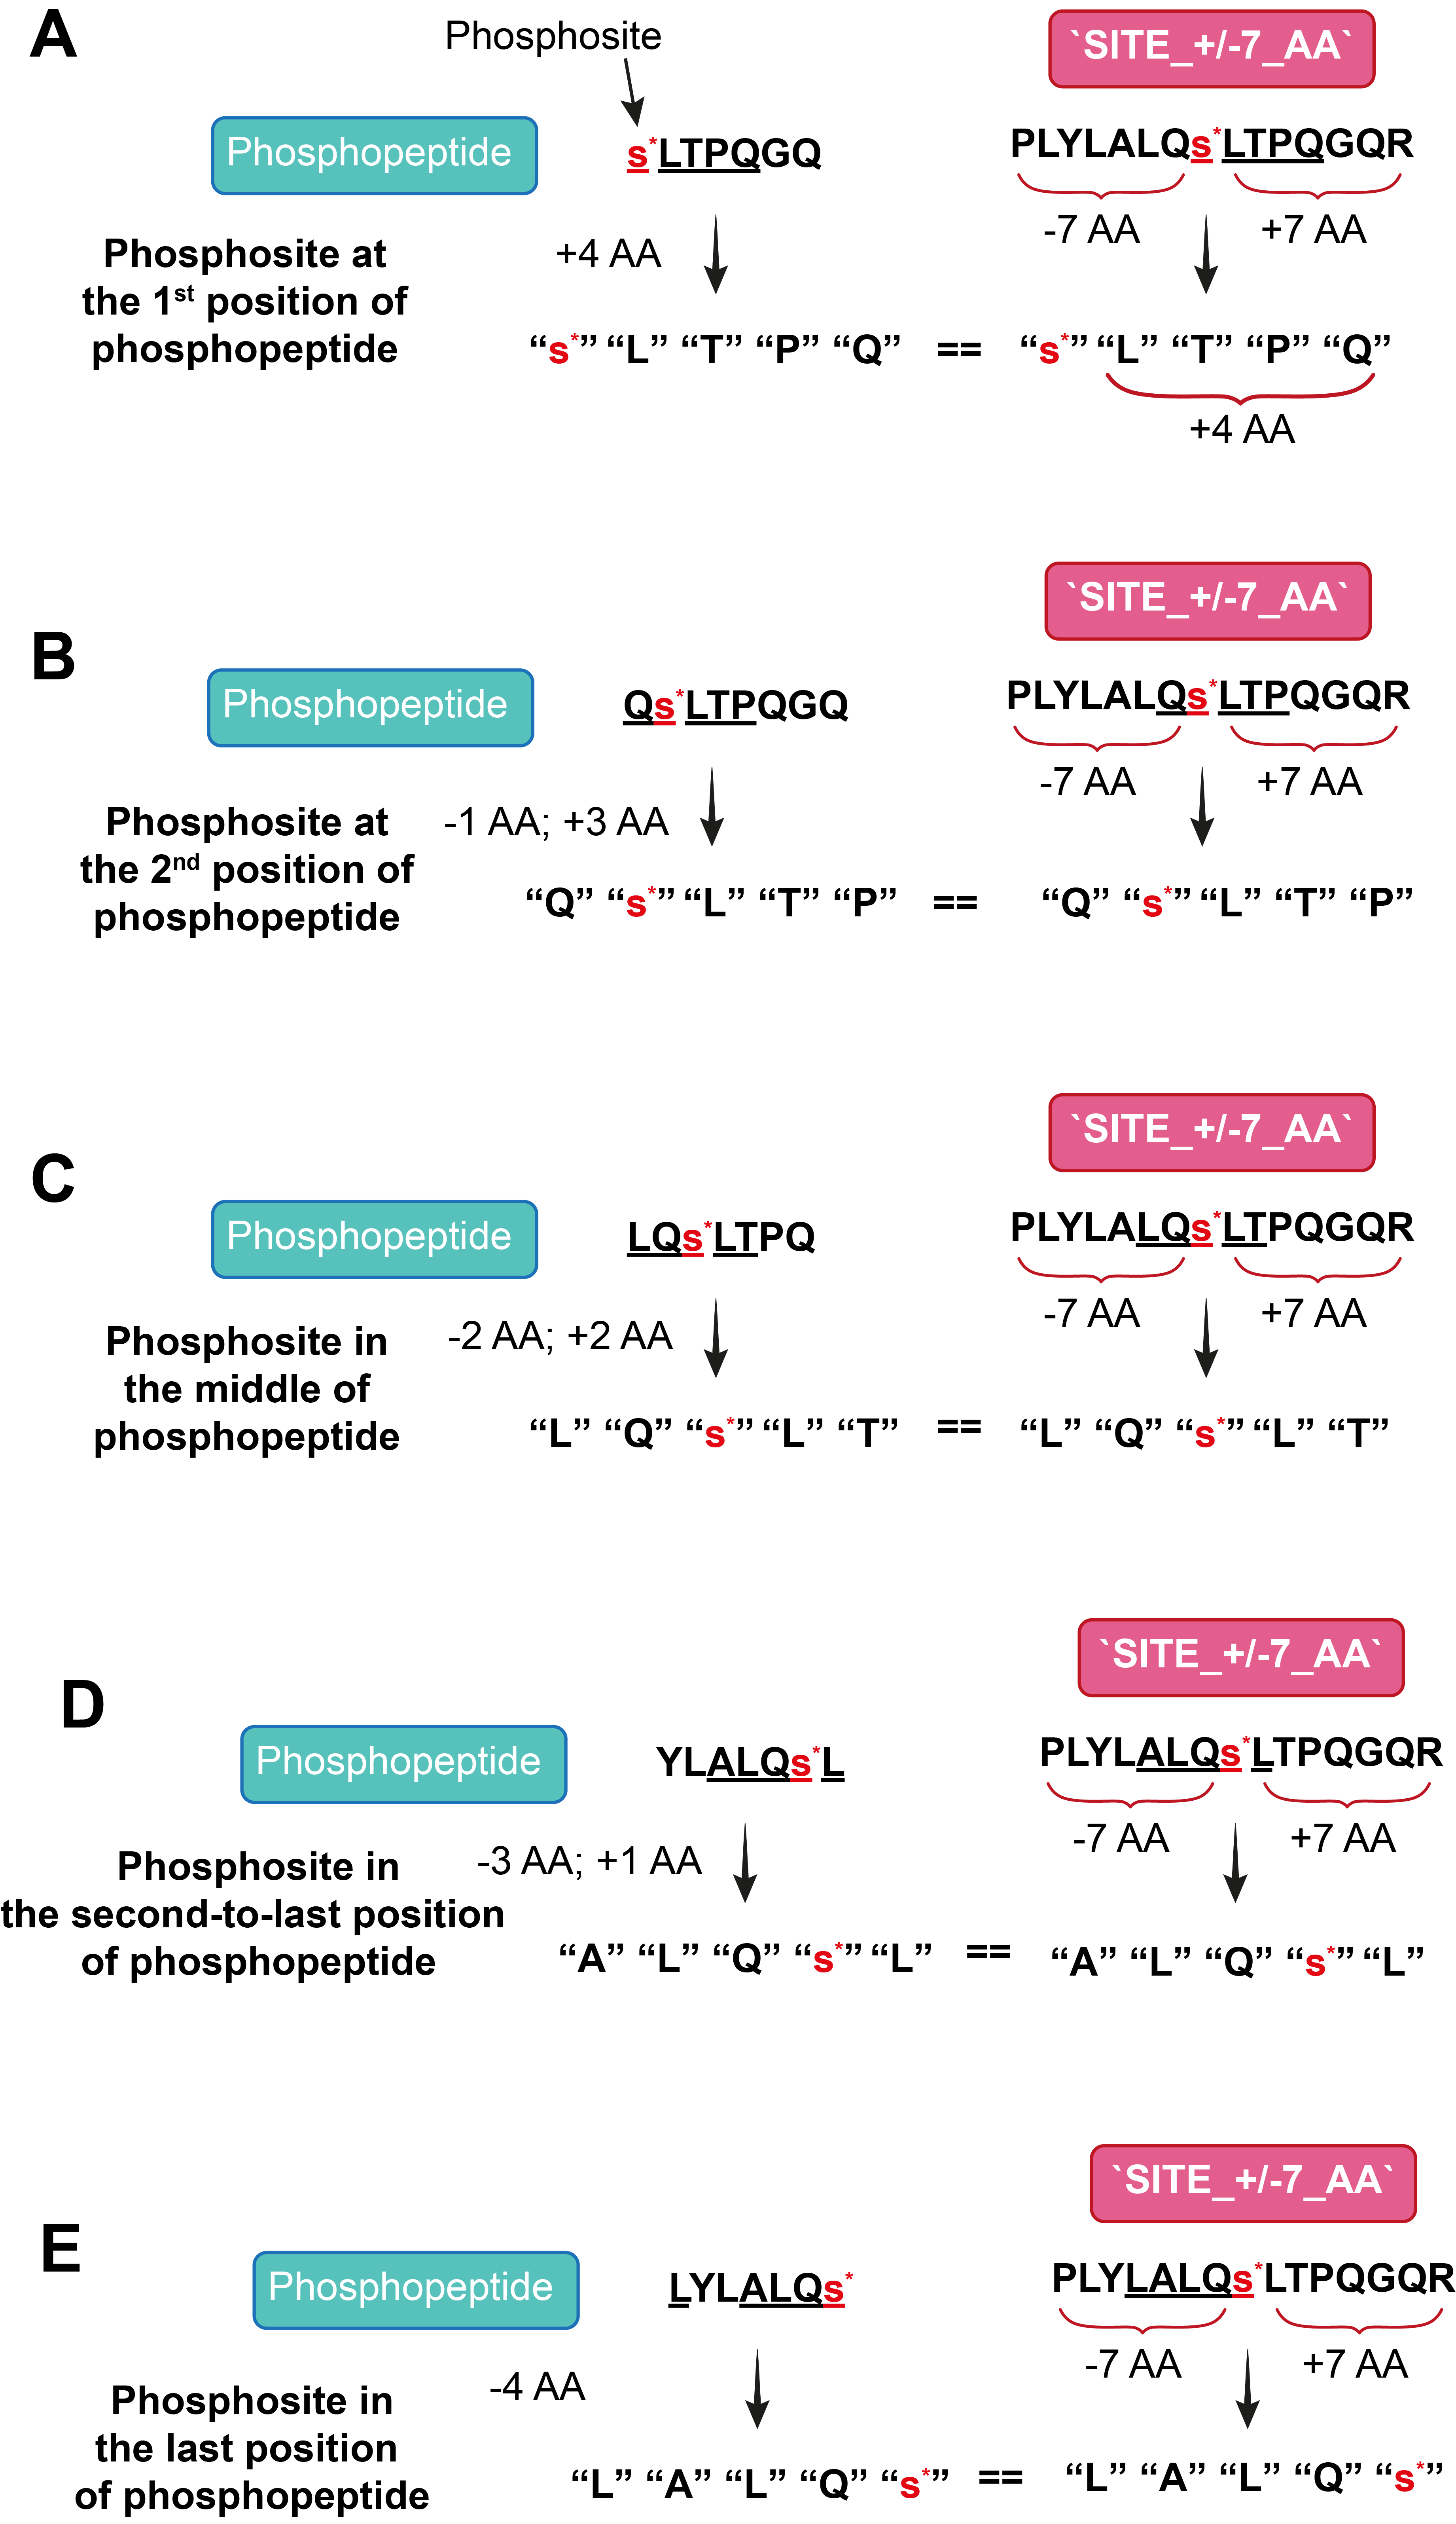 A
Phosphosite
`SITE_+/-7_AA`
Phosphopeptide
s*LTPQGQ
PLYLALQs*LTPQGQR
-7 AA
+7 AA
Phosphosite at
the 1st position of
phosphopeptide
+4 AA
“s*” “L” “T” “P” “Q” == “s*” “L” “T” “P” “Q”
+4 AA
B
`SITE_+/-7_AA`
Phosphopeptide
Qs*LTPQGQ
PLYLALQs*LTPQGQR
-7 AA
+7 AA
Phosphosite at
the 2nd position of
phosphopeptide
-1 AA; +3 AA
“Q” “s*” “L” “T” “P” == “Q” “s*” “L” “T” “P”
C
`SITE_+/-7_AA`
Phosphopeptide
LQs*LTPQ
PLYLALQs*LTPQGQR
-7 AA
+7 AA
Phosphosite in
the middle of
phosphopeptide
-2 AA; +2 AA
“L” “Q” “s*” “L” “T” == “L” “Q” “s*” “L” “T”
D
`SITE_+/-7_AA`
Phosphopeptide
YLALQs*L
PLYLALQs*LTPQGQR
-7 AA
+7 AA
Phosphosite in
the second-to-last position
of phosphopeptide
-3 AA; +1 AA
“A” “L” “Q” “s*” “L” == “A” “L” “Q” “s*” “L”
E
`SITE_+/-7_AA`
Phosphopeptide
LYLALQs*
PLYLALQs*LTPQGQR
-7 AA
+7 AA
Phosphosite in
the last position
of phosphopeptide
-4 AA
“L” “A” “L” “Q” “s*” == “L” “A” “L” “Q” “s*”